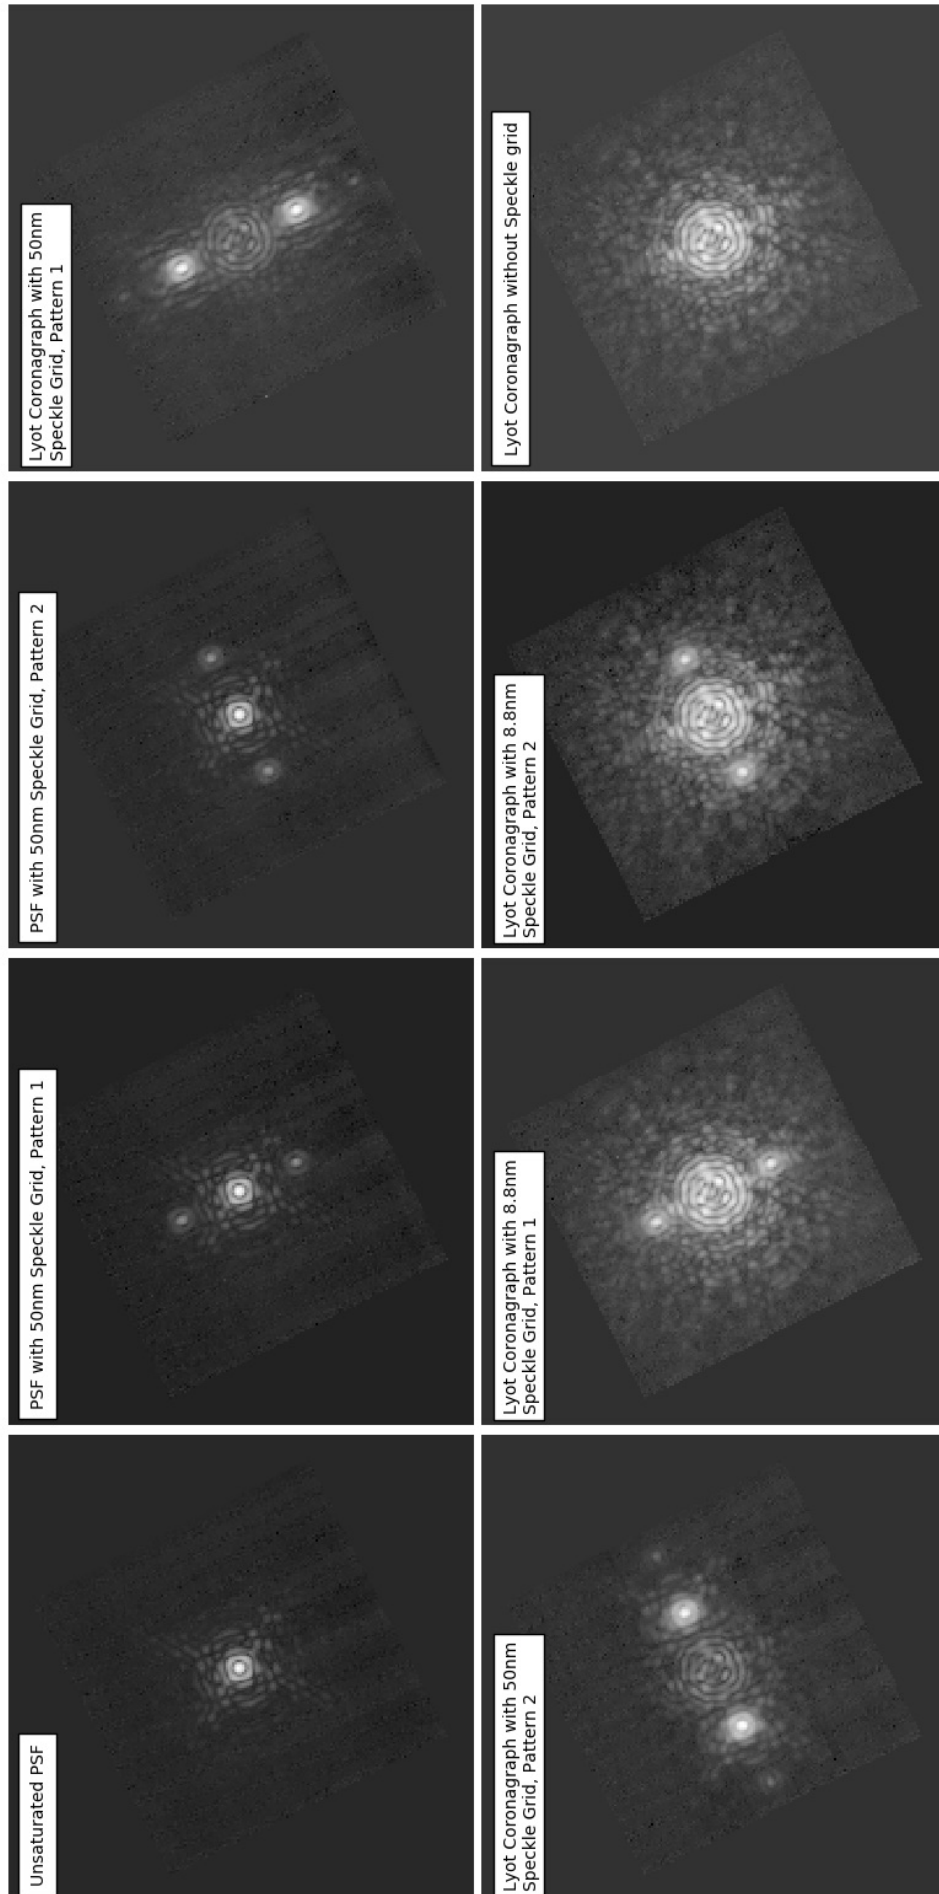 Unsaturated PSF
PSF with 50nm Speckle Grid, Pattern 1
PSF with 50nm Speckle Grid, Pattern 2
Lyot Coronagraph with 50nm
Speckle Grid, Pattern 1
Lyot Coronagraph with 50nm
Speckle Grid, Pattern 2
Lyot Coronagraph with 8.8nm
Speckle Grid, Pattern 1
Lyot Coronagraph with 8.8nm
Speckle Grid, Pattern 2
Lyot Coronagraph without Speckle grid